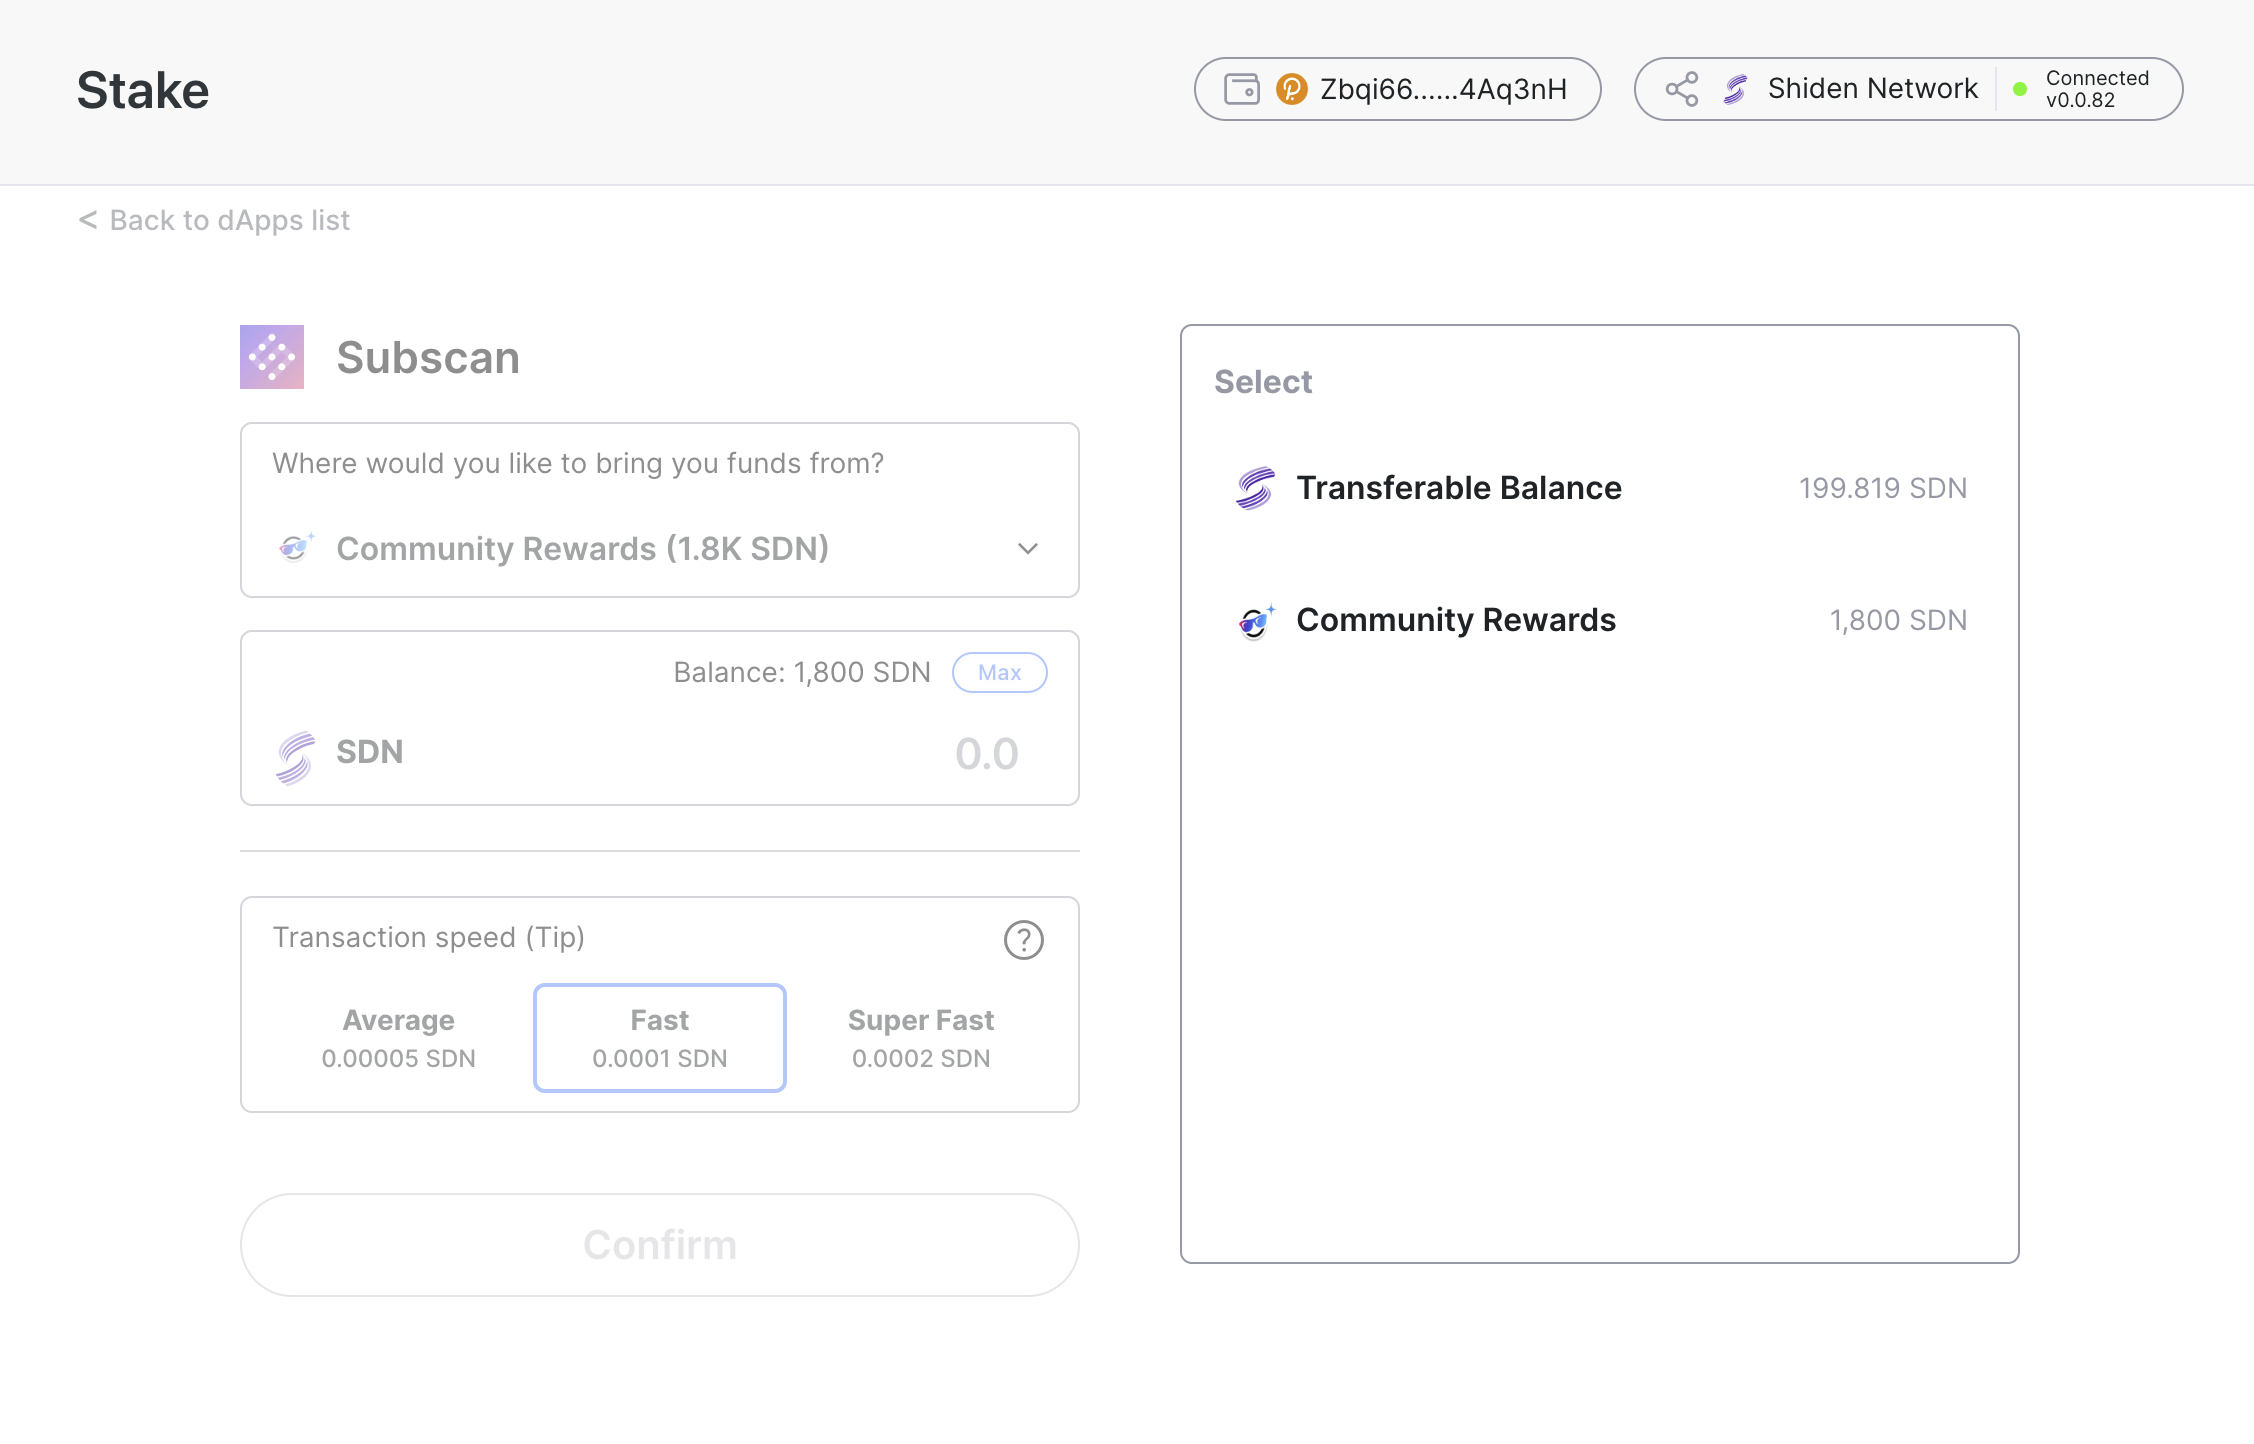 Stake
Zbqi66......4Aq3nH
Shiden Network
Connected
v0.0.82
< Back to dApps list
Subscan
Where would you like to bring you funds from?
Community Rewards (1.8K SDN)
Balance: 1,800 SDN
Max
SDN
0.0
Transaction speed (Tip)
?
Average
0.00005 SDN
Fast
0.0001 SDN
Super Fast
0.0002 SDN
Confirm
Select
Transferable Balance
199.819 SDN
Community Rewards
1,800 SDN